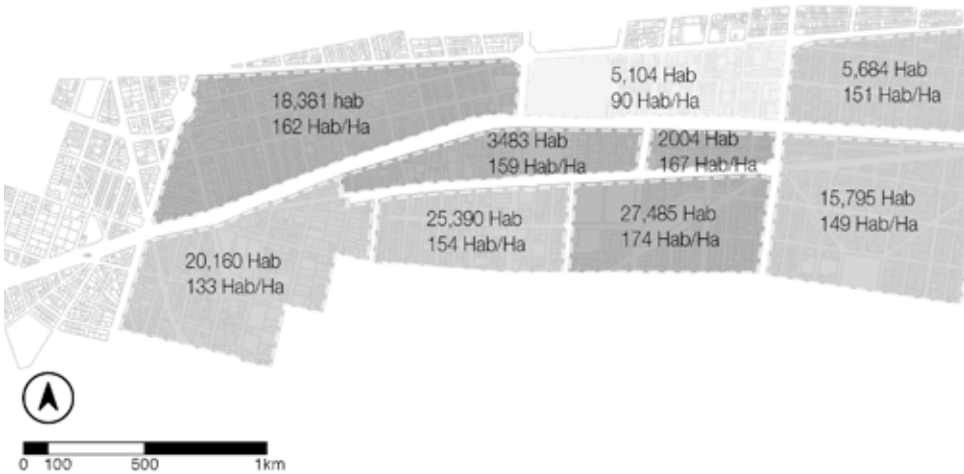 18,381 hab
162 Hab/Ha
5,104 Hab
90 Hab/Ha
5,684 Hab
151 Hab/Ha
3483 Hab
159 Hab/Ha
2004 Hab
167 Hab/Ha
15,795 Hab
149 Hab/Ha
25,390 Hab
154 Hab/Ha
27,485 Hab
174 Hab/Ha
20,160 Hab
133 Hab/Ha
0 100 500 1km